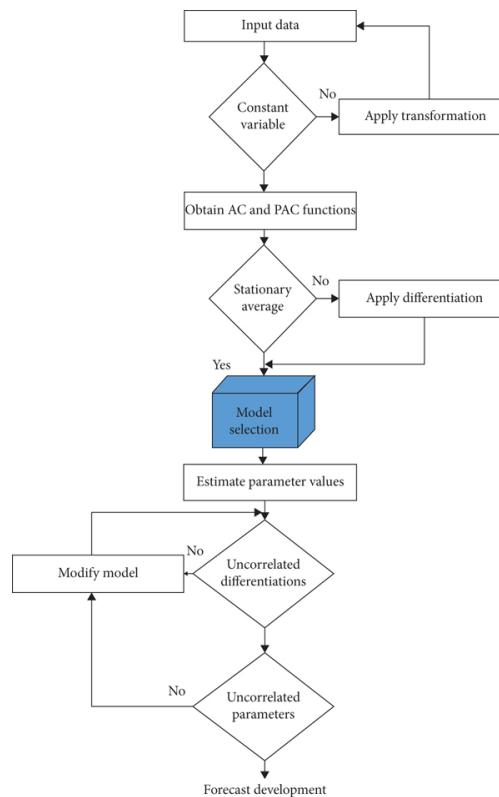 Input data
No
Constant
variable
Apply transformation
Obtain AC and PAC functions
No
Stationary
average
Apply differentiation
Yes
Model
selection
Estimate parameter values
No
Uncorrelated
differentiations
Modify model
No
Uncorrelated
parameters
Forecast development